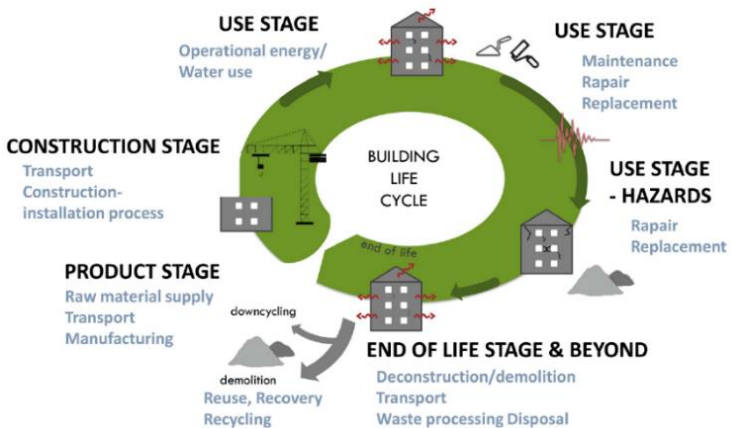 USE STAGE
Operational energy/
Water use
USE STAGE
Maintenance
Rapair
Replacement
CONSTRUCTION STAGE
Transport
Construction-
installation process
BUILDING
LIFE
CYCLE
USE STAGE
- HAZARDS
Rapair
Replacement
end of life
PRODUCT STAGE
Raw material supply
Transport
Manufacturing
downcycling
demolition
Reuse, Recovery
Recycling
END OF LIFE STAGE & BEYOND
Deconstruction/demolition
Transport
Waste processing Disposal